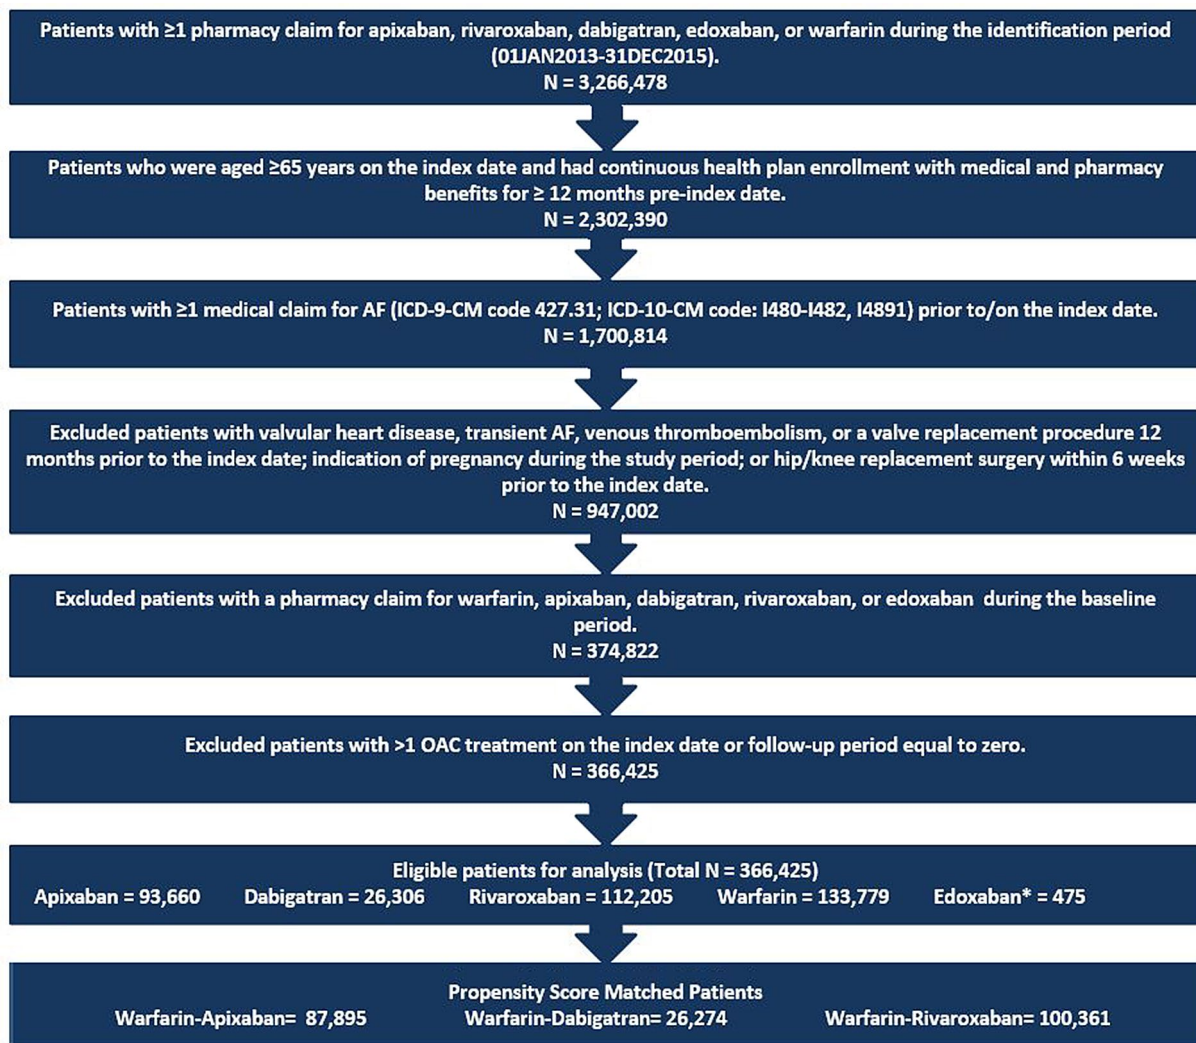 Patients with ≥1 pharmacy claim for apixaban, rivaroxaban, dabigatran, edoxaban, or warfarin during the identification period
(01JAN2013-31DEC2015).
N = 3,266,478
Patients who were aged ≥65 years on the index date and had continuous health plan enrollment with medical and pharmacy
benefits for ≥ 12 months pre-index date.
N = 2,302,390
Patients with ≥1 medical claim for AF (ICD-9-CM code 427.31; ICD-10-CM code: I480-I482, I4891) prior to/on the index date.
N = 1,700,814
Excluded patients with valvular heart disease, transient AF, venous thromboembolism, or a valve replacement procedure 12
months prior to the index date; indication of pregnancy during the study period; or hip/knee replacement surgery within 6 weeks
prior to the index date.
N = 947,002
Excluded patients with a pharmacy claim for warfarin, apixaban, dabigatran, rivaroxaban, or edoxaban during the baseline
period.
N = 374,822
Excluded patients with >1 OAC treatment on the index date or follow-up period equal to zero.
N = 366,425
Eligible patients for analysis (Total N = 366,425)
Apixaban = 93,660 Dabigatran = 26,306 Rivaroxaban = 112,205 Warfarin = 133,779 Edoxaban* = 475
Propensity Score Matched Patients
Warfarin-Apixaban= 87,895 Warfarin-Dabigatran= 26,274 Warfarin-Rivaroxaban= 100,361